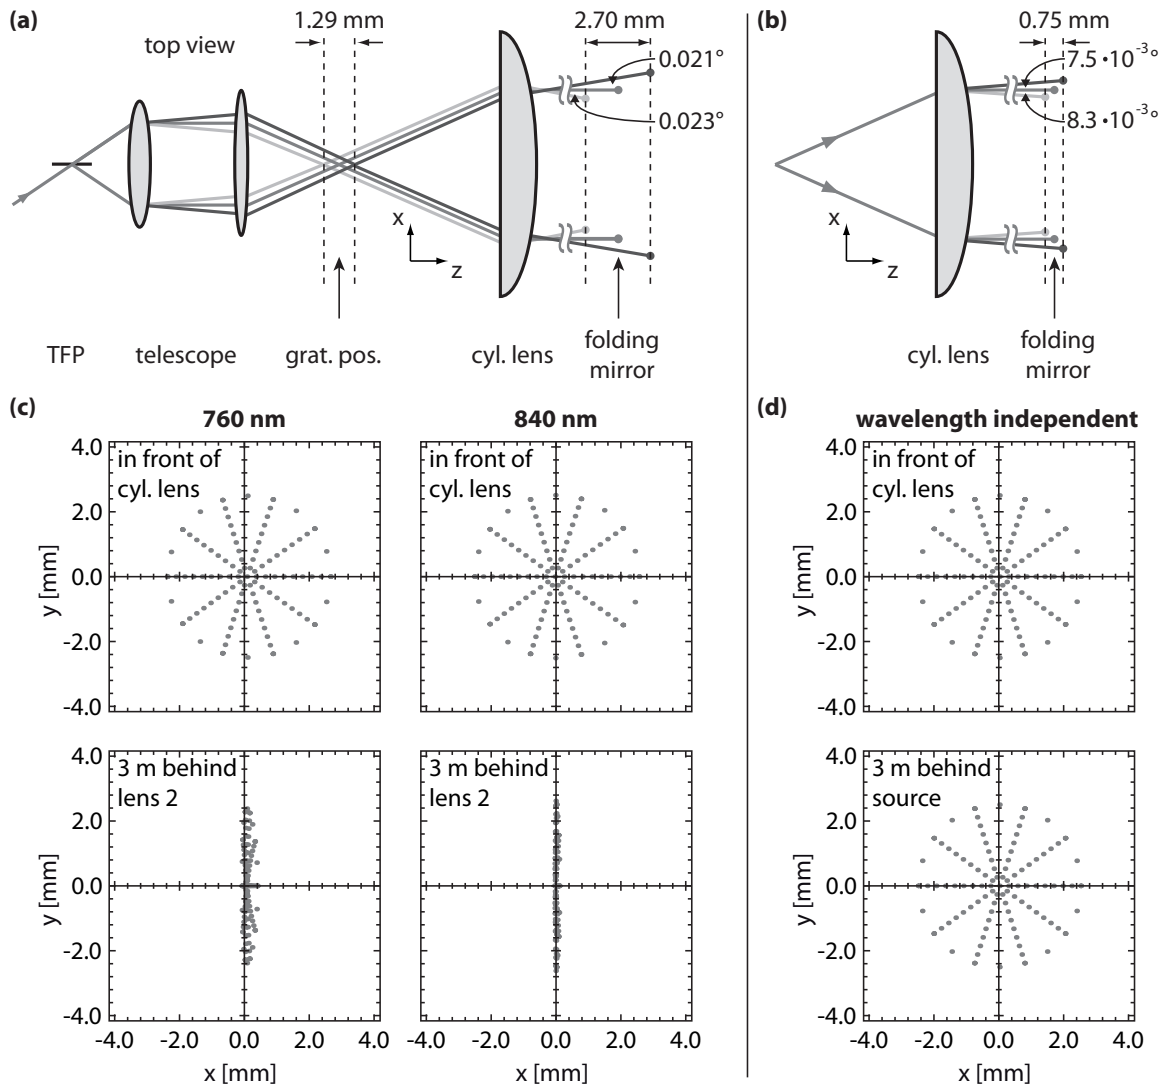 (a)
top view
1.29 mm
2.70 mm
0.021°
0.023°
x
z
TFP
telescope
grat. pos.
cyl. lens
folding
mirror
(b)
0.75 mm
7.5•10⁻³°
8.3•10⁻³°
x
z
cyl. lens
folding
mirror
(c)
760 nm
840 nm
in front of
cyl. lens
in front of
cyl. lens
4.0
2.0
0.0
-2.0
-4.0
y [mm]
3 m behind
lens 2
3 m behind
lens 2
4.0
2.0
0.0
-2.0
-4.0
y [mm]
-4.0 -2.0 0.0 2.0 4.0
x [mm]
-4.0 -2.0 0.0 2.0 4.0
x [mm]
(d)
wavelength independent
in front of
cyl. lens
4.0
2.0
0.0
-2.0
-4.0
y [mm]
3 m behind
source
4.0
2.0
0.0
-2.0
-4.0
y [mm]
-4.0 -2.0 0.0 2.0 4.0
x [mm]